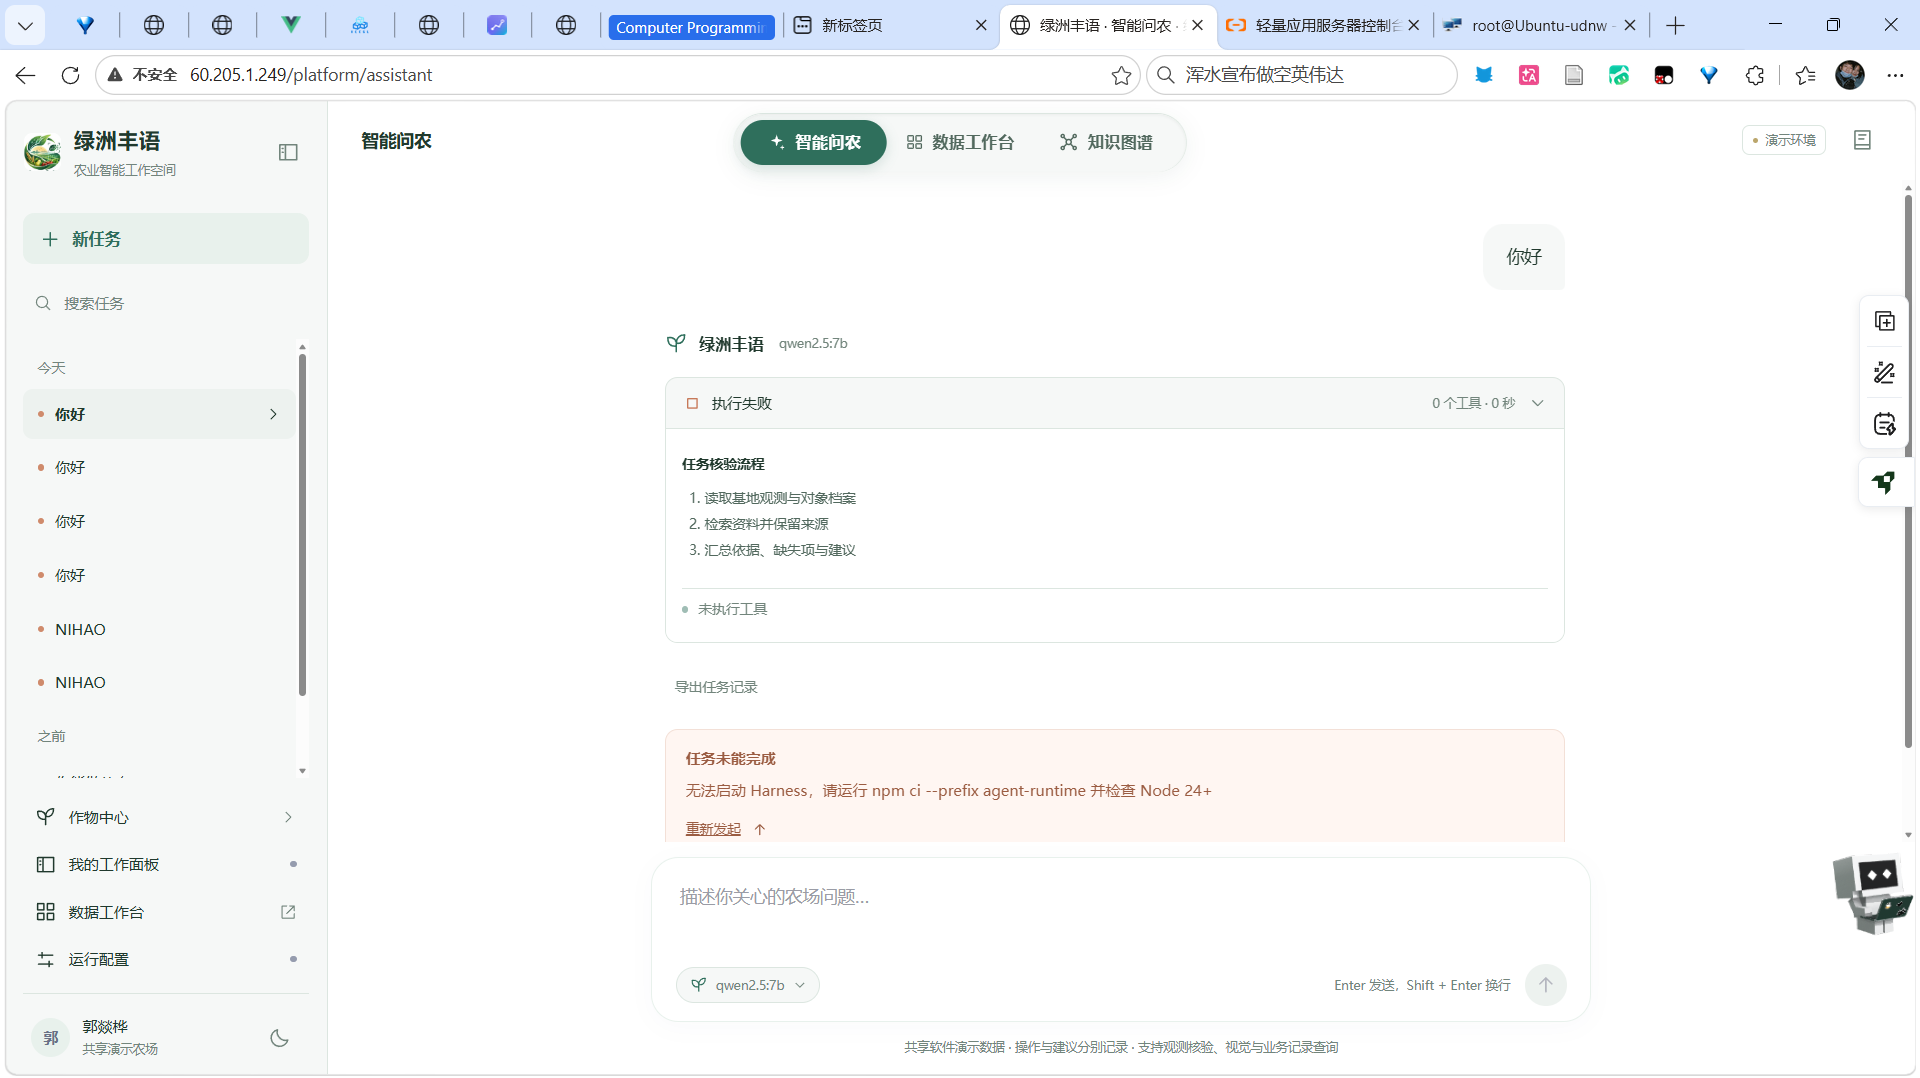 Computer Programmin
新标签页
绿洲丰语 · 智能问农 ·
轻量应用服务器控制台
root@Ubuntu-udnw -
不安全
60.205.1.249/platform/assistant
浑水宣布做空英伟达
绿洲丰语
农业智能工作空间
智能问农
智能问农
数据工作台
知识图谱
演示环境
新任务
搜索任务
今天
你好
你好
你好
你好
NIHAO
NIHAO
之前
作物中心
我的工作面板
数据工作台
运行配置
郭
郭燚桦
共享演示农场
你好
绿洲丰语 qwen2.5:7b
执行失败
0 个工具 · 0 秒
任务核验流程
1. 读取基地观测与对象档案
2. 检索资料并保留来源
3. 汇总依据、缺失项与建议
未执行工具
导出任务记录
任务未能完成
无法启动 Harness，请运行 npm ci --prefix agent-runtime 并检查 Node 24+
重新发起
描述你关心的农场问题...
qwen2.5:7b
Enter 发送，Shift + Enter 换行
共享软件演示数据 · 操作与建议分别记录 · 支持观测核验、视觉与业务记录查询